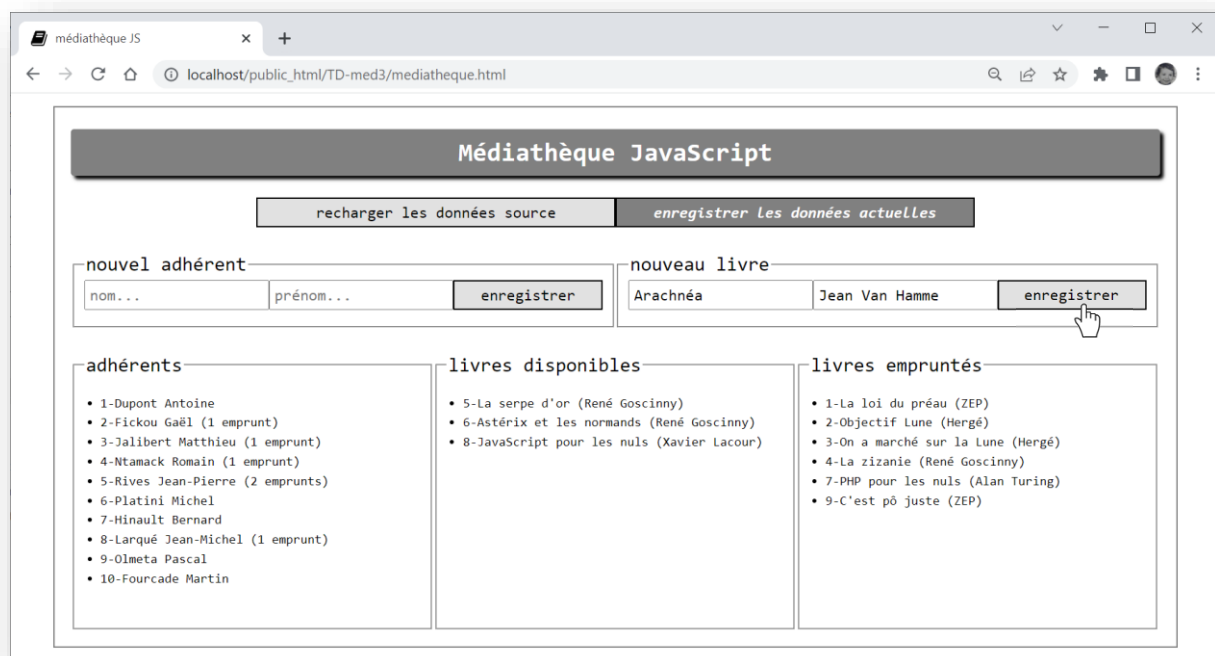 médiathèque JS
localhost/public_html/TD-med3/mediatheque.html
Médiathèque JavaScript
recharger les données source
enregistrer les données actuelles
nouvel adhérent
nom...
prénom...
enregistrer
nouveau livre
Arachnéa
Jean Van Hamme
enregistrer
adhérents
1-Dupont Antoine
2-Fickou Gaël (1 emprunt)
3-Jalibert Matthieu (1 emprunt)
4-Ntamack Romain (1 emprunt)
5-Rives Jean-Pierre (2 emprunts)
6-Platini Michel
7-Hinault Bernard
8-Larqué Jean-Michel (1 emprunt)
9-Olmeta Pascal
10-Fourcade Martin
livres disponibles
5-La serpe d'or (René Goscinny)
6-Astérix et les normands (René Goscinny)
8-JavaScript pour les nuls (Xavier Lacour)
livres empruntés
1-La loi du préau (ZEP)
2-Objectif Lune (Hergé)
3-On a marché sur la Lune (Hergé)
4-La zizanie (René Goscinny)
7-PHP pour les nuls (Alan Turing)
9-C'est pô juste (ZEP)